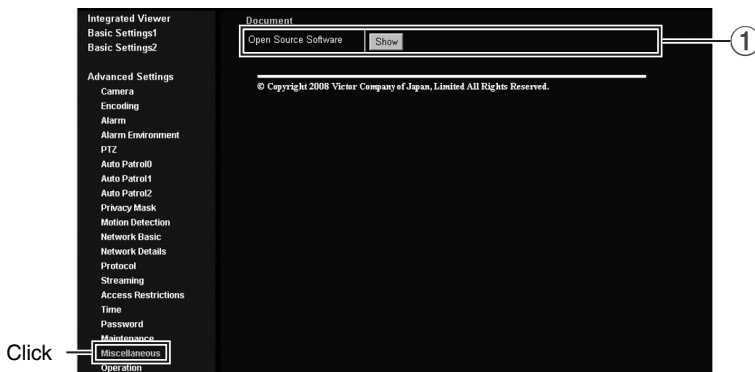 Integrated Viewer
Basic Settings1
Basic Settings2
Advanced Settings
Camera
Encoding
Alarm
Alarm Environment
PTZ
Auto Patrol0
Auto Patrol1
Auto Patrol2
Privacy Mask
Motion Detection
Network Basic
Network Details
Protocol
Streaming
Access Restrictions
Time
Password
Maintenance
Miscellaneous
Operation
Click
Document
Open Source Software Show
① 
© Copyright 2008 Victor Company of Japan, Limited All Rights Reserved.